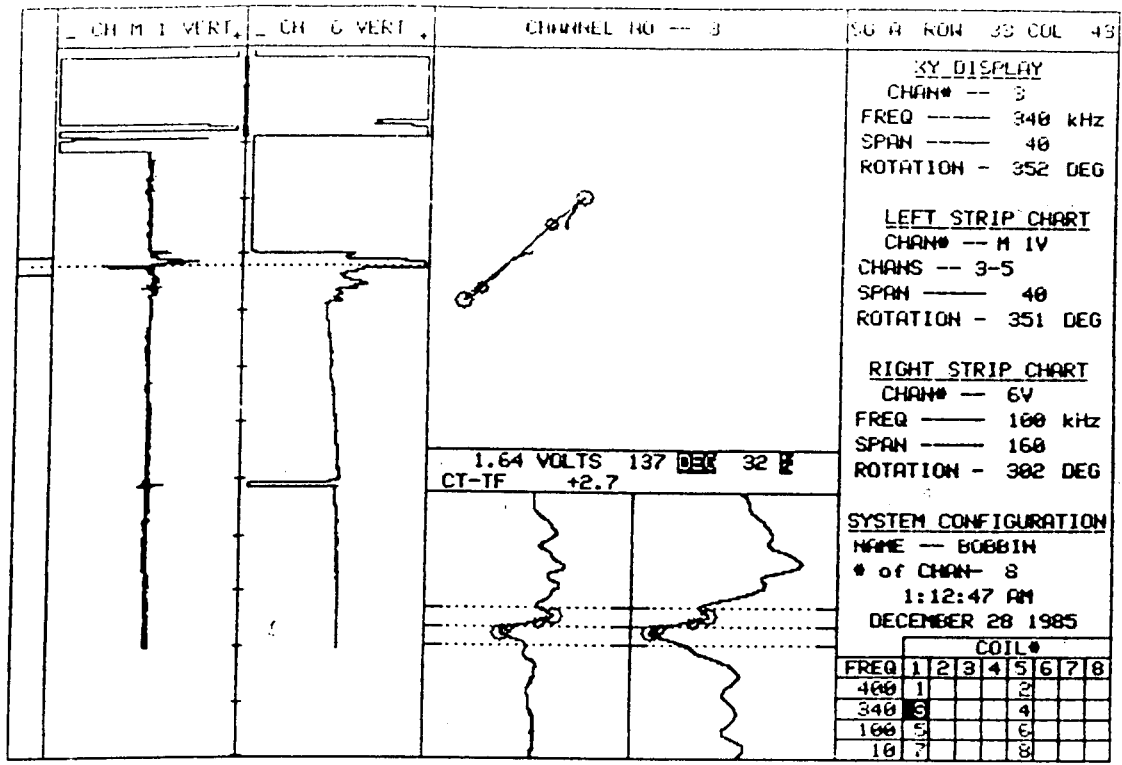 _ CH M 1 VERT +
_ CH 6 VERT +
CHANNEL NO -- 3
SG A ROW 33 COL 43
XY DISPLAY
CHAN# -- 3
FREQ ----- 340 kHz
SPAN ----- 40
ROTATION - 352 DEG
LEFT STRIP CHART
CHAN# -- M 1V
CHANS -- 3-5
SPAN ----- 40
ROTATION - 351 DEG
RIGHT STRIP CHART
CHAN# -- 6V
FREQ ----- 100 kHz
SPAN ----- 160
ROTATION - 302 DEG
1.64 VOLTS 137 DEG 32 %
CT-TF +2.7
SYSTEM CONFIGURATION
NAME -- BOBBIN
# of CHAN- 8
1:12:47 AM
DECEMBER 28 1985
COIL#
FREQ 1 2 3 4 5 6 7 8
400 1 2
340 3 4
100 5 6
10 7 8